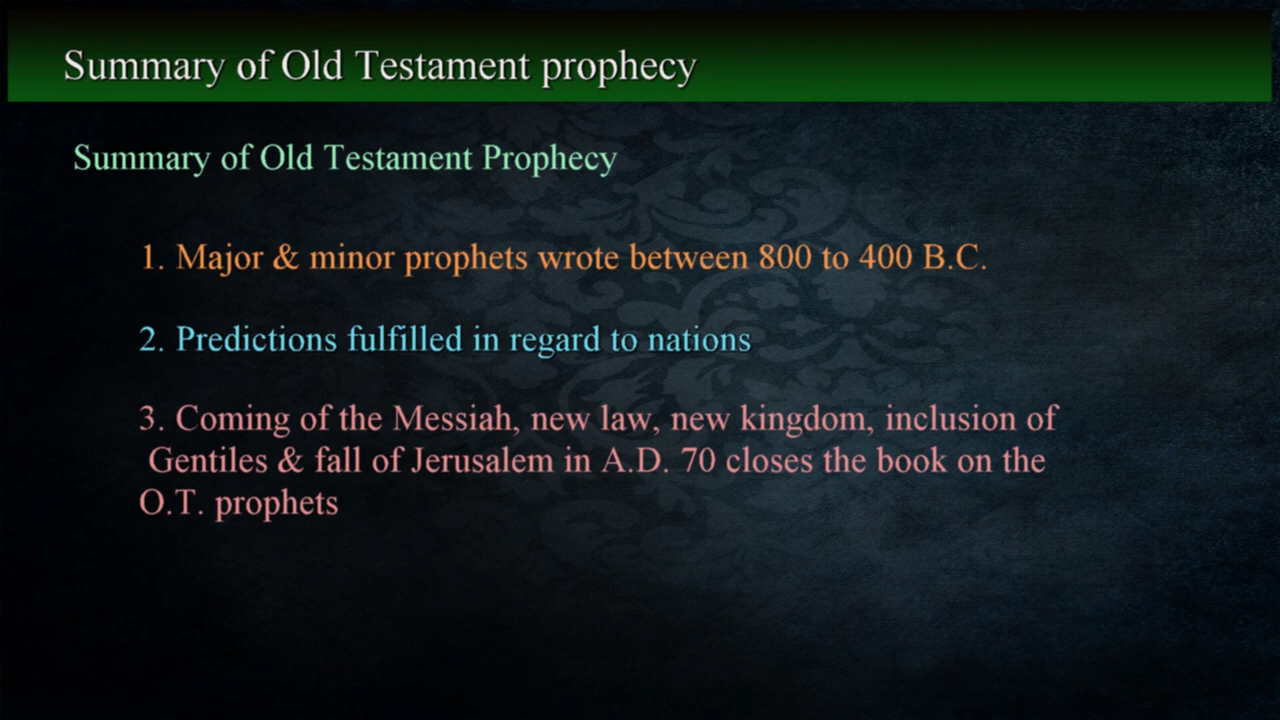 Summary of Old Testament prophecy
Summary of Old Testament Prophecy
1. Major & minor prophets wrote between 800 to 400 B.C.
2. Predictions fulfilled in regard to nations
3. Coming of the Messiah, new law, new kingdom, inclusion of
Gentiles & fall of Jerusalem in A.D. 70 closes the book on the
O.T. prophets